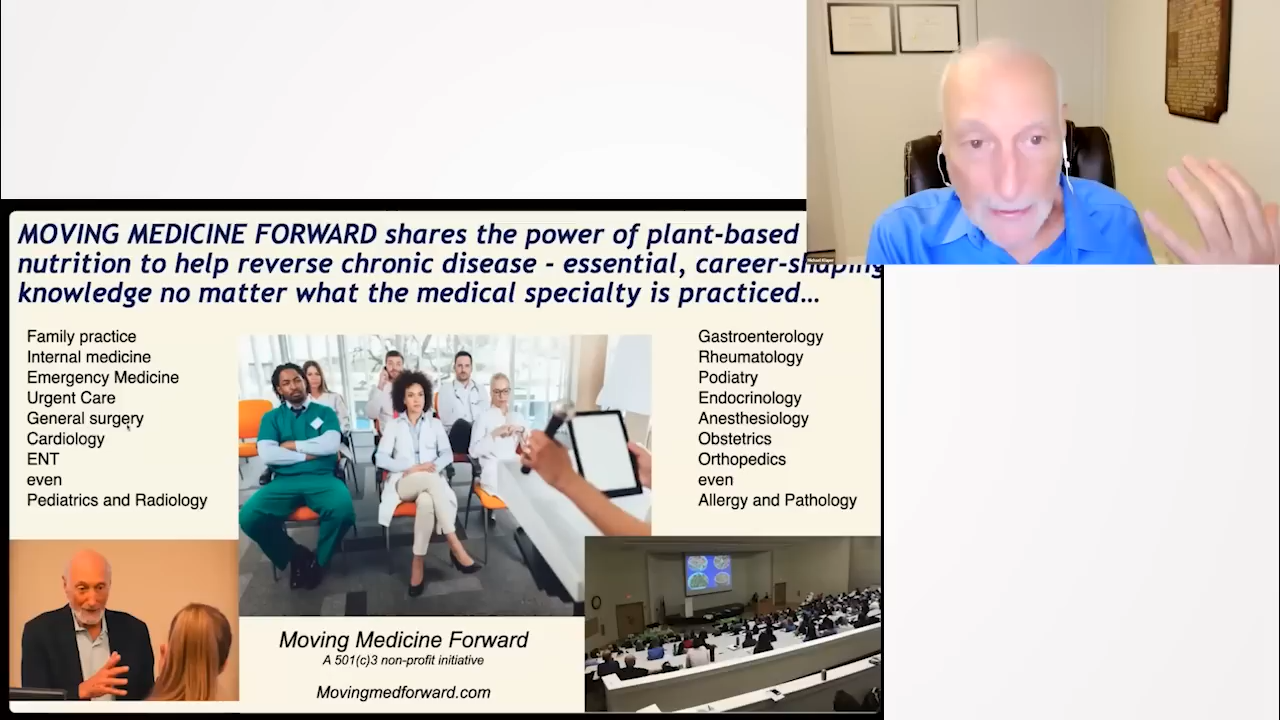 MOVING MEDICINE FORWARD shares the power of plant-based
nutrition to help reverse chronic disease - essential, career-shaping
knowledge no matter what the medical specialty is practiced…
Family practice
Internal medicine
Emergency Medicine
Urgent Care
General surgery
Cardiology
ENT
even
Pediatrics and Radiology
Gastroenterology
Rheumatology
Podiatry
Endocrinology
Anesthesiology
Obstetrics
Orthopedics
even
Allergy and Pathology
Moving Medicine Forward
A 501(c)3 non-profit initiative
Movingmedforward.com
Michael Klaper